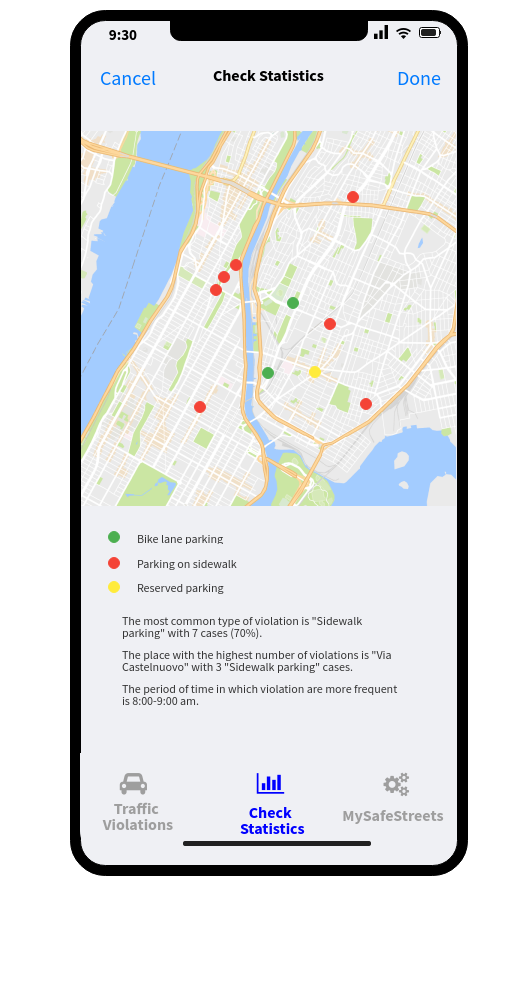 9:30
Cancel
Check Statistics
Done
Bike lane parking
Parking on sidewalk
Reserved parking
The most common type of violation is "Sidewalk
parking" with 7 cases (70%).
The place with the highest number of violations is "Via
Castelnuovo" with 3 "Sidewalk parking" cases.
The period of time in which violation are more frequent
is 8:00-9:00 am.
Traffic
Violations
Check
Statistics
MySafeStreets